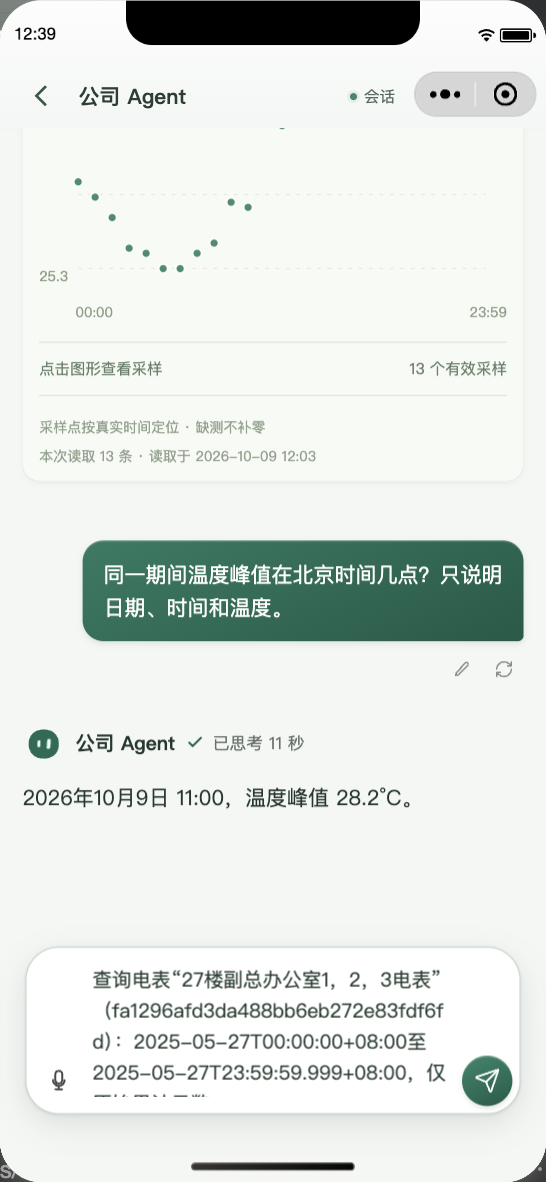 12:39
公司 Agent
会话
25.3
00:00
23:59
点击图形查看采样
13 个有效采样
采样点按真实时间定位 · 缺测不补零
本次读取 13 条 · 读取于 2026-10-09 12:03
同一期间温度峰值在北京时间几点？只说明
日期、时间和温度。
公司 Agent
已思考 11 秒
2026年10月9日 11:00，温度峰值 28.2℃。
查询电表“27楼副总办公室1，2，3电表”
（fa1296afd3da488bb6eb272e83fdf6f
d）：2025-05-27T00:00:00+08:00至
2025-05-27T23:59:59.999+08:00，仅